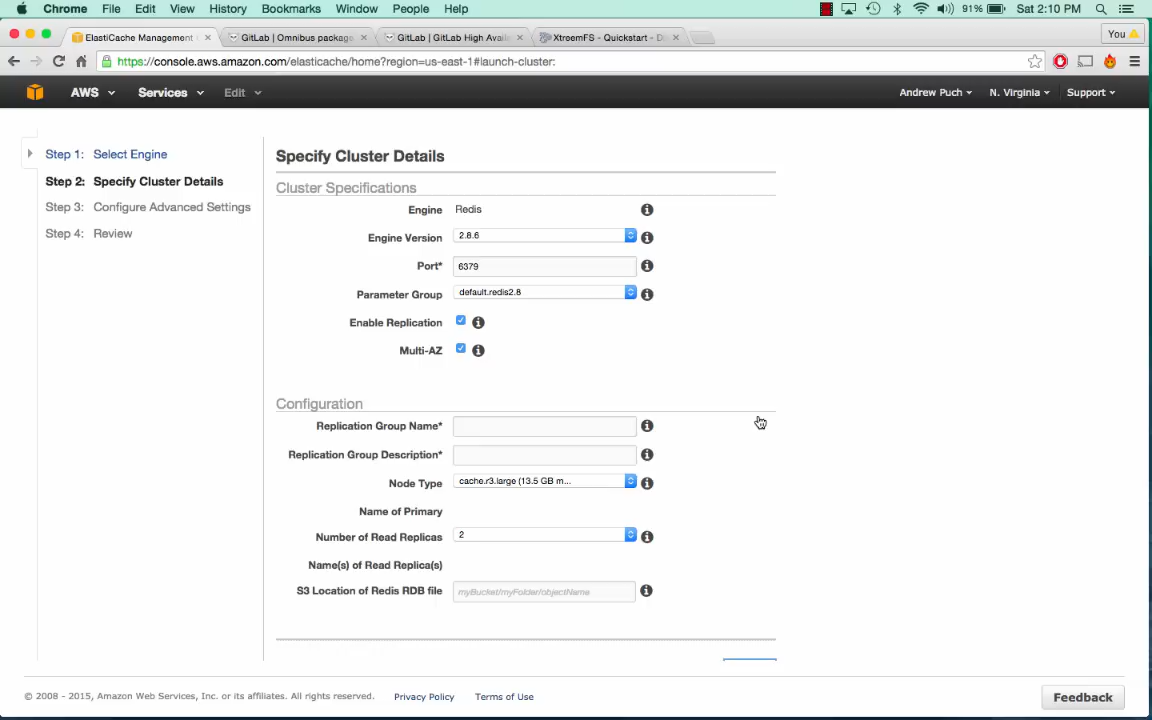 Chrome File Edit View History Bookmarks Window People Help 91% Sat 2:10 PM
ElastiCache Management GitLab | Omnibus package GitLab | GitLab High Avail XtreemFS - Quickstart - Di You
https://console.aws.amazon.com/elasticache/home?region=us-east-1#launch-cluster:
AWS Services Edit Andrew Puch N. Virginia Support
Step 1: Select Engine
Step 2: Specify Cluster Details
Step 3: Configure Advanced Settings
Step 4: Review
Specify Cluster Details
Cluster Specifications
Engine Redis
Engine Version 2.8.6
Port* 6379
Parameter Group default.redis2.8
Enable Replication
Multi-AZ
Configuration
Replication Group Name*
Replication Group Description*
Node Type cache.r3.large (13.5 GB m...
Name of Primary
Number of Read Replicas 2
Name(s) of Read Replica(s)
S3 Location of Redis RDB file myBucket/myFolder/objectName
© 2008 - 2015, Amazon Web Services, Inc. or its affiliates. All rights reserved. Privacy Policy Terms of Use Feedback